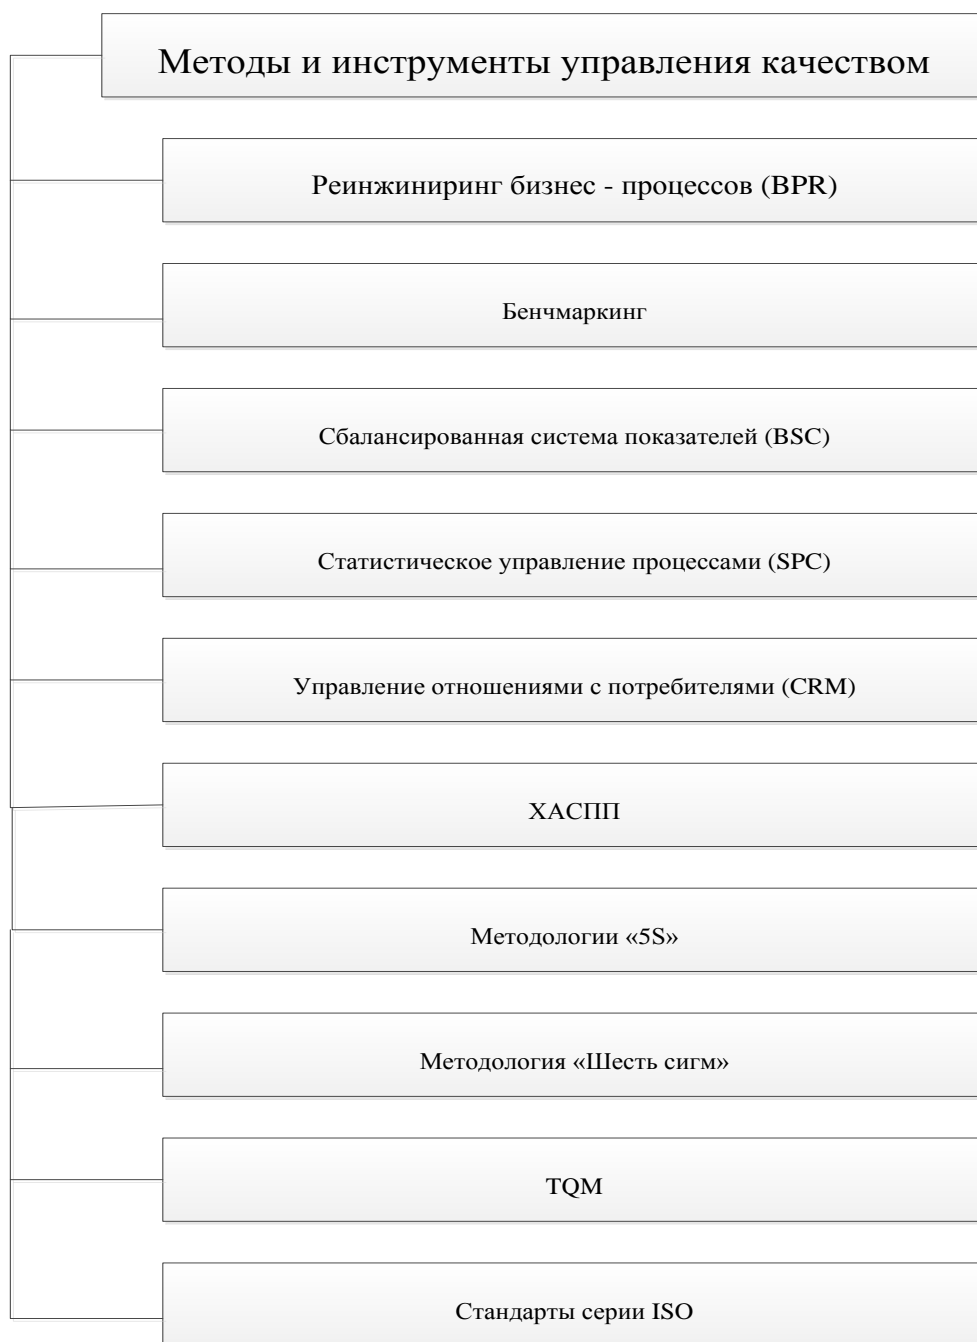 Методы и инструменты управления качеством
Реинжиниринг бизнес - процессов (BPR)
Бенчмаркинг
Сбалансированная система показателей (BSC)
Статистическое управление процессами (SPC)
Управление отношениями с потребителями (CRM)
ХАСПП
Методологии «5S»
Методология «Шесть сигм»
TQM
Стандарты серии ISO